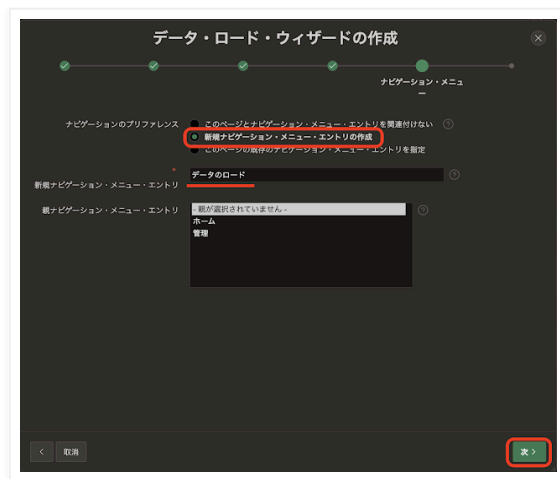 データ・ロード・ウィザードの作成
ナビゲーション・メニュ
ー
ナビゲーションのプリファレンス
このページとナビゲーション・メニュー・エントリを関連付けない
新規ナビゲーション・メニュー・エントリの作成
このページの既存のナビゲーション・メニュー・エントリを指定
新規ナビゲーション・メニュー・エントリ
データのロード
親ナビゲーション・メニュー・エントリ
- 親が選択されていません -
ホーム
管理
取消
次 >